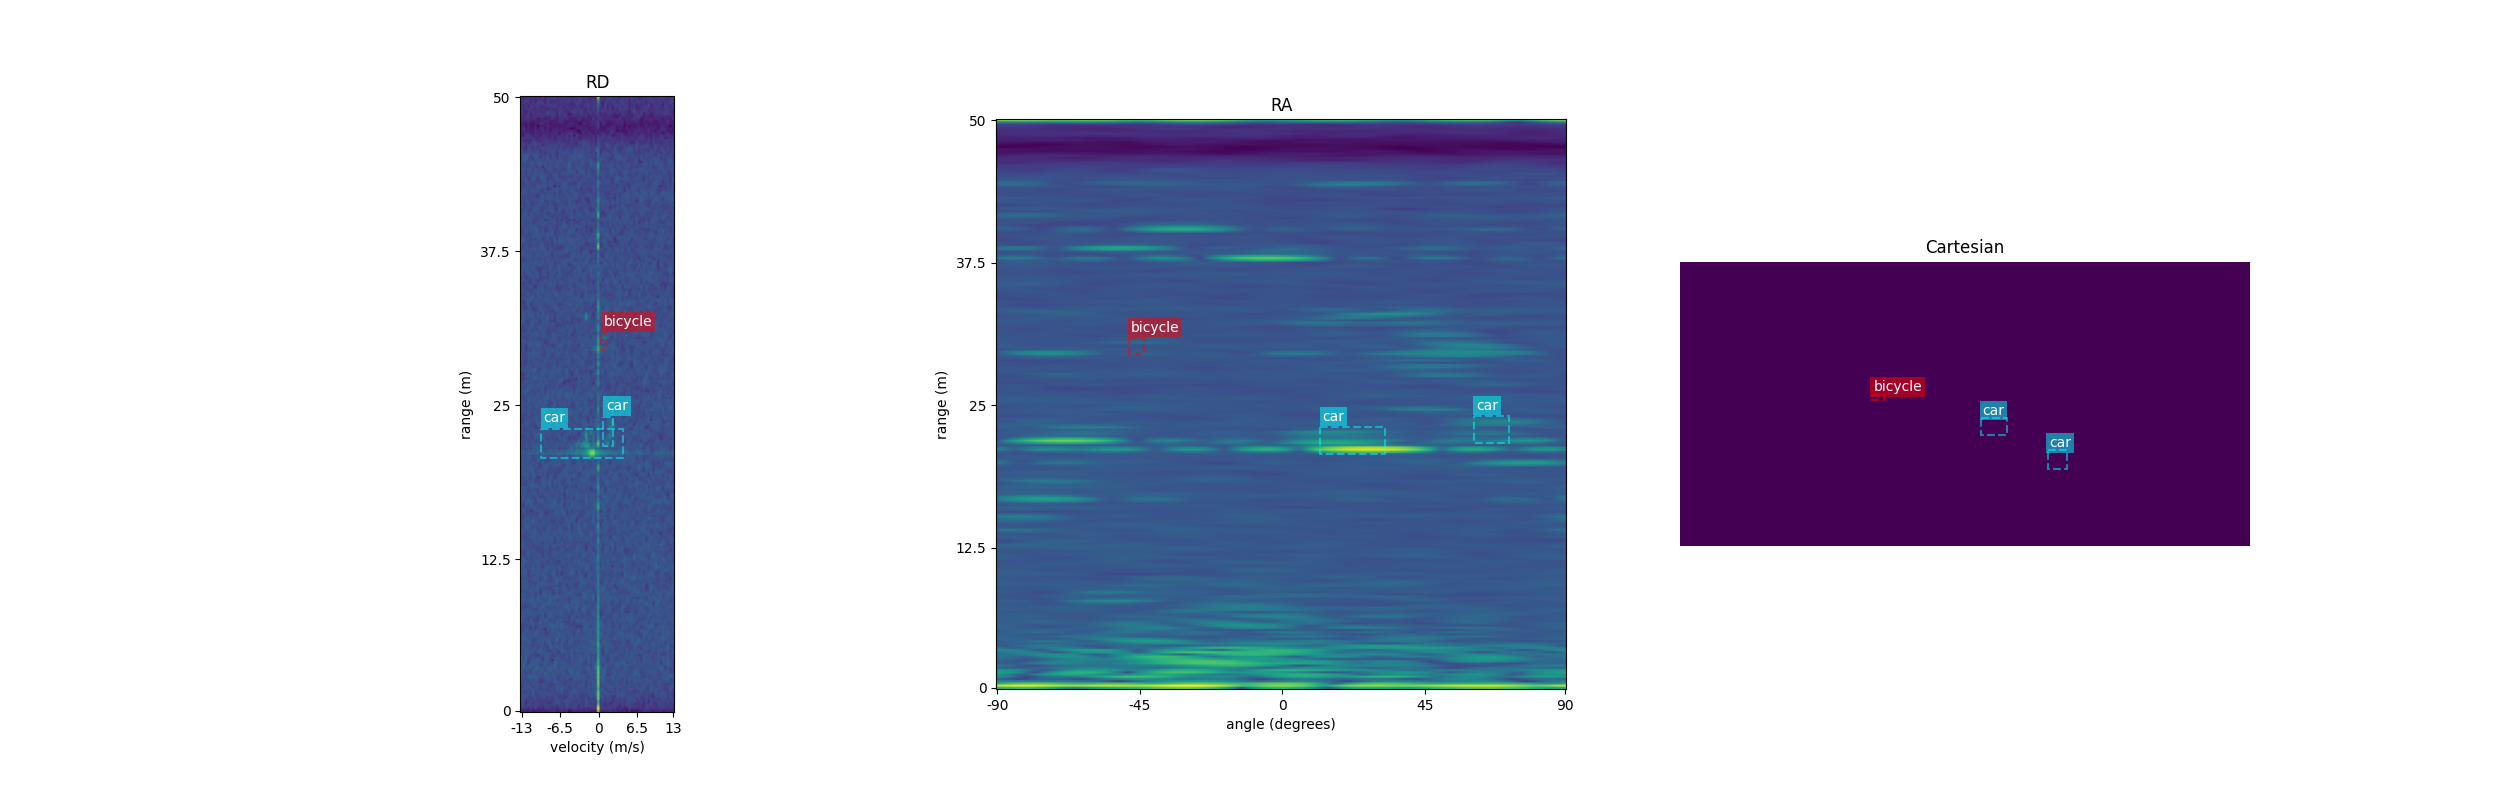 RD
50
37.5
25
12.5
0
range (m)
bicycle
car
car
-13 -6.5 0 6.5 13
velocity (m/s)
RA
50
37.5
25
12.5
0
range (m)
bicycle
car
car
-90 -45 0 45 90
angle (degrees)
Cartesian
bicycle
car
car